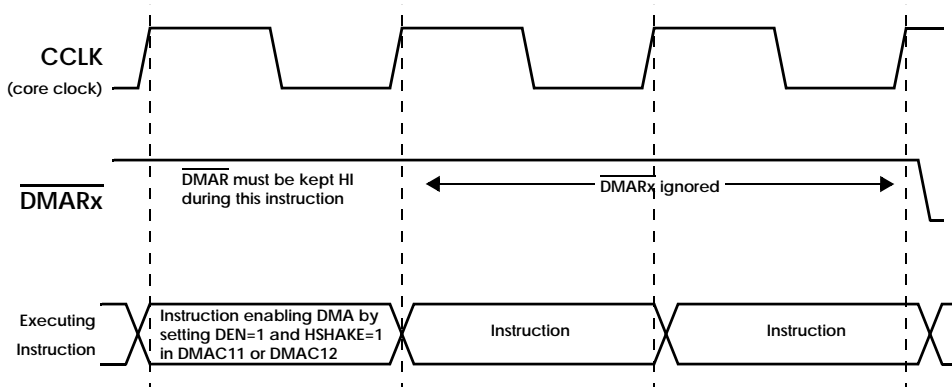 CCLK
(core clock)
DMARx
DMAR must be kept HI
during this instruction
DMARx ignored
Executing
Instruction
Instruction enabling DMA by
setting DEN=1 and HSHAKE=1
in DMAC11 or DMAC12
Instruction
Instruction